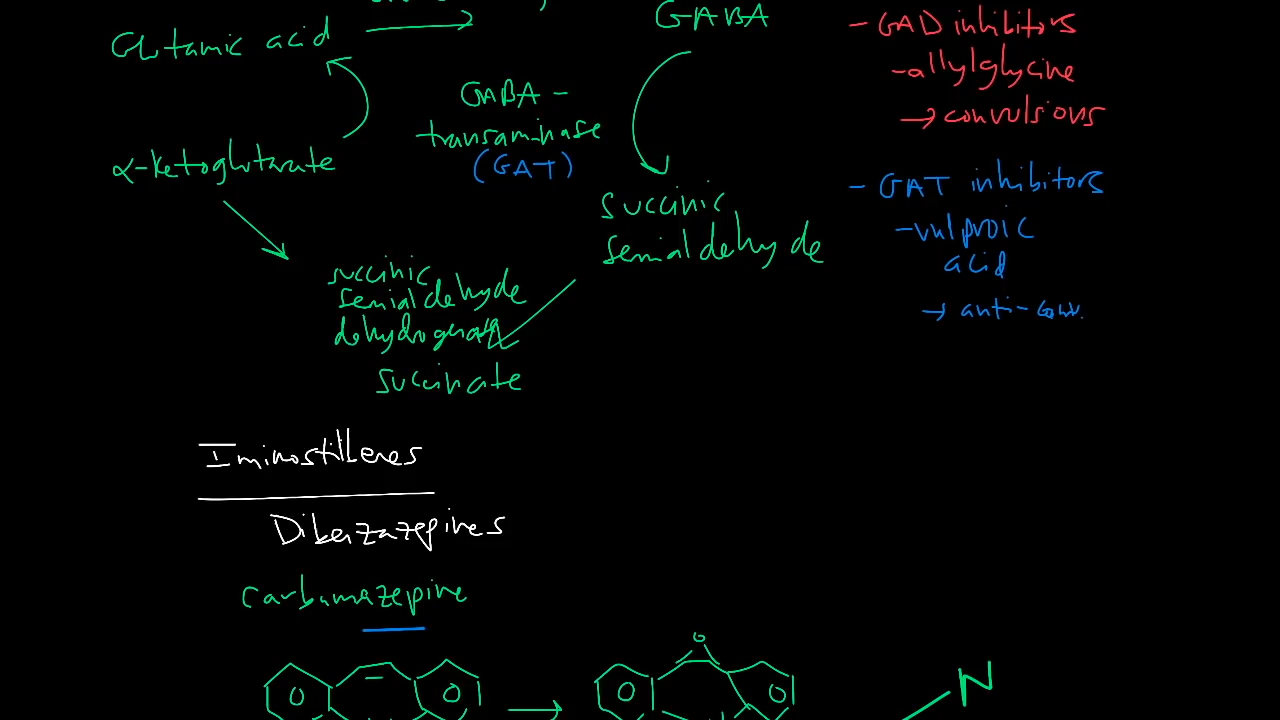 Glutamic acid
GABA
GABA -
transaminase
(GAT)
α-ketoglutarate
succinic
semialdehyde
succinic
semialdehyde
dehydrogenase
succinate
- GAD inhibitors
- allylglycine
→ convulsions
- GAT inhibitors
- vulproic
acid
→ anti-conv.
Iminostilbenes
Dibenzazepines
Carbamazepine
O
N